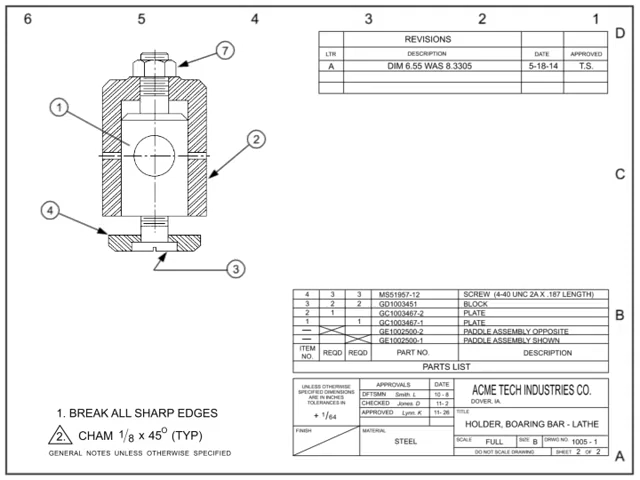 6 5 4 3 2 1
D
REVISIONS
LTR DESCRIPTION DATE APPROVED
A DIM 6.55 WAS 8.3305 5-18-14 T.S.
7
1
2
C
4
3
4 3 3 MS51957-12 SCREW (4-40 UNC 2A X .187 LENGTH)
3 2 2 GD1003451 BLOCK
2 1 GC1003467-2 PLATE
1 1 GC1003467-1 PLATE
— GE1002500-2 PADDLE ASSEMBLY OPPOSITE
— GE1002500-1 PADDLE ASSEMBLY SHOWN
ITEM NO. REQD REQD PART NO. DESCRIPTION
PARTS LIST
B
UNLESS OTHERWISE
SPECIFIED DIMENSIONS
ARE IN INCHES
TOLERANCES IN
+ 1/64
APPROVALS DATE
DFTSMN Smith. L 10 - 8
CHECKED Jones. D 11- 2
APPROVED Lynn. K 11- 26
ACME TECH INDUSTRIES CO.
DOVER, IA.
TITLE
HOLDER, BOARING BAR - LATHE
FINISH
MATERIAL
STEEL
SCALE FULL SIZE B DRWG NO. 1005 - 1
DO NOT SCALE DRAWING SHEET 2 OF 2
1. BREAK ALL SHARP EDGES
2. CHAM 1/8 x 45° (TYP)
GENERAL NOTES UNLESS OTHERWISE SPECIFIED
A